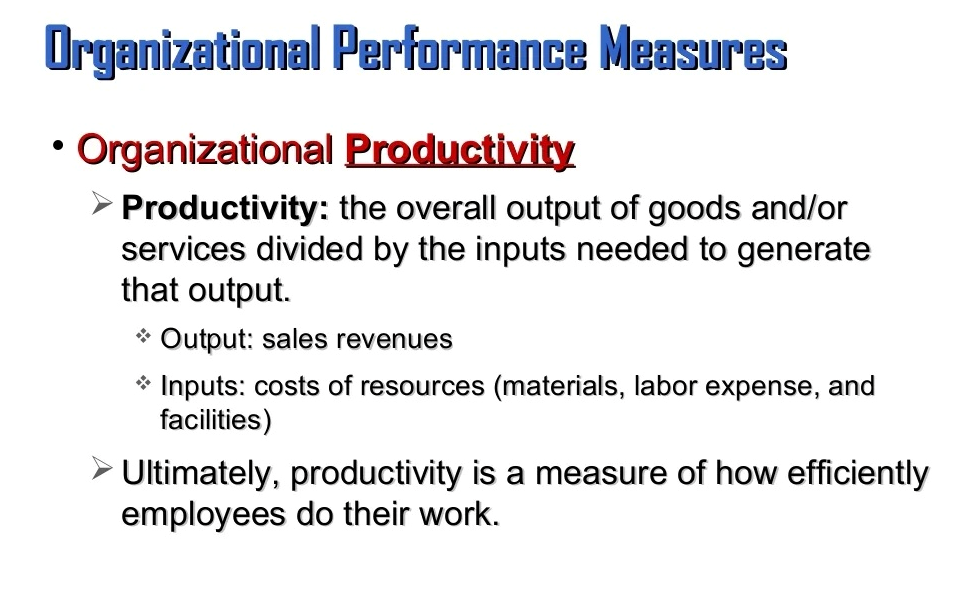 Organizational Performance Measures
• Organizational Productivity
➢ Productivity: the overall output of goods and/or
services divided by the inputs needed to generate
that output.
❖ Output: sales revenues
❖ Inputs: costs of resources (materials, labor expense, and
facilities)
➢ Ultimately, productivity is a measure of how efficiently
employees do their work.